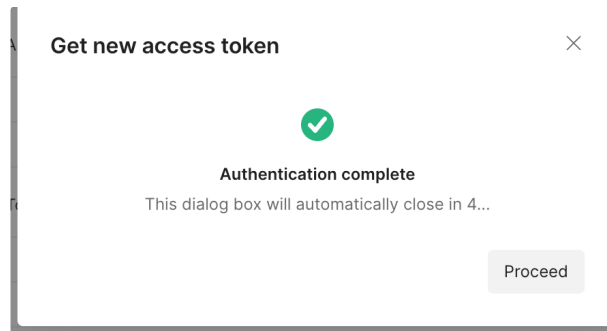 Get new access token
Authentication complete
This dialog box will automatically close in 4...
Proceed